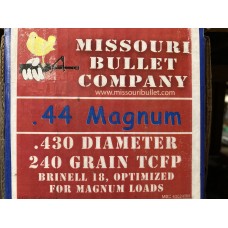 MISSOURI
BULLET
COMPANY
www.missouribullet.com
.44 Magnum
.430 DIAMETER
240 GRAIN TCFP
BRINELL 18, OPTIMIZED
FOR MAGNUM LOADS